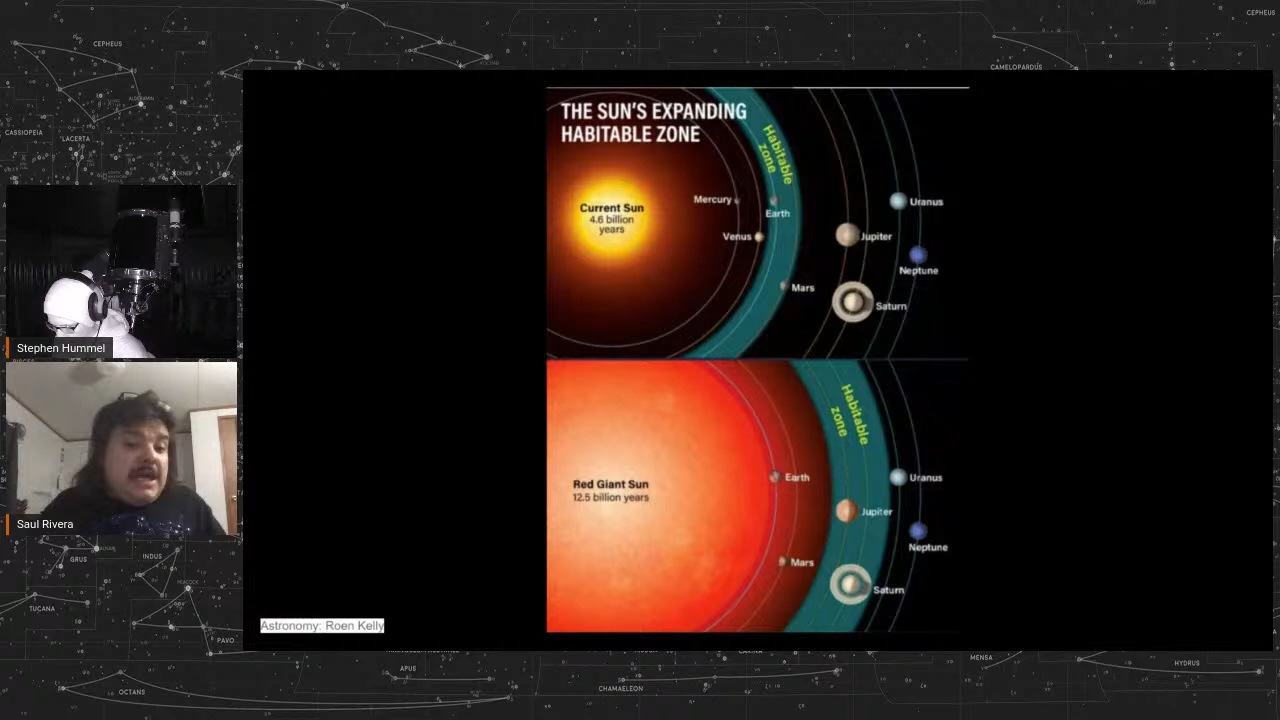 CEPHEUS
CEPHEUS
CAMELOPARDUS
CASSIOPEIA
LACERTA
THE SUN'S EXPANDING
HABITABLE ZONE
Habitable
zone
Current Sun
4.6 billion
years
Mercury
Earth
Venus
Mars
Uranus
Jupiter
Neptune
Saturn
Stephen Hummel
Habitable
zone
Red Giant Sun
12.5 billion years
Earth
Uranus
Jupiter
Mars
Neptune
Saturn
Saul Rivera
GRUS
INDUS
TUCANA
PAVO
Astronomy: Roen Kelly
OCTANS
APUS
CHAMAELEON
MENSA
HYDRUS